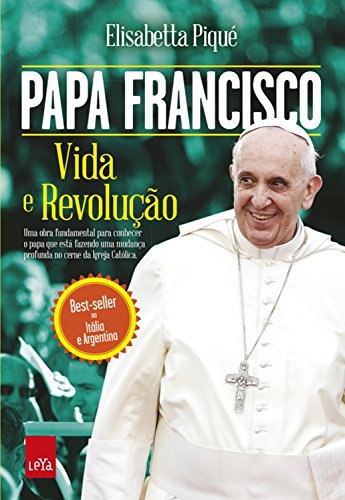 Elisabetta Piqué
PAPA FRANCISCO
Vida
e Revolução
Uma obra fundamental para conhecer
o papa que está fazendo uma mudança
profunda no cerne da Igreja Católica.
Best-seller
na
Itália
e Argentina
LeYa